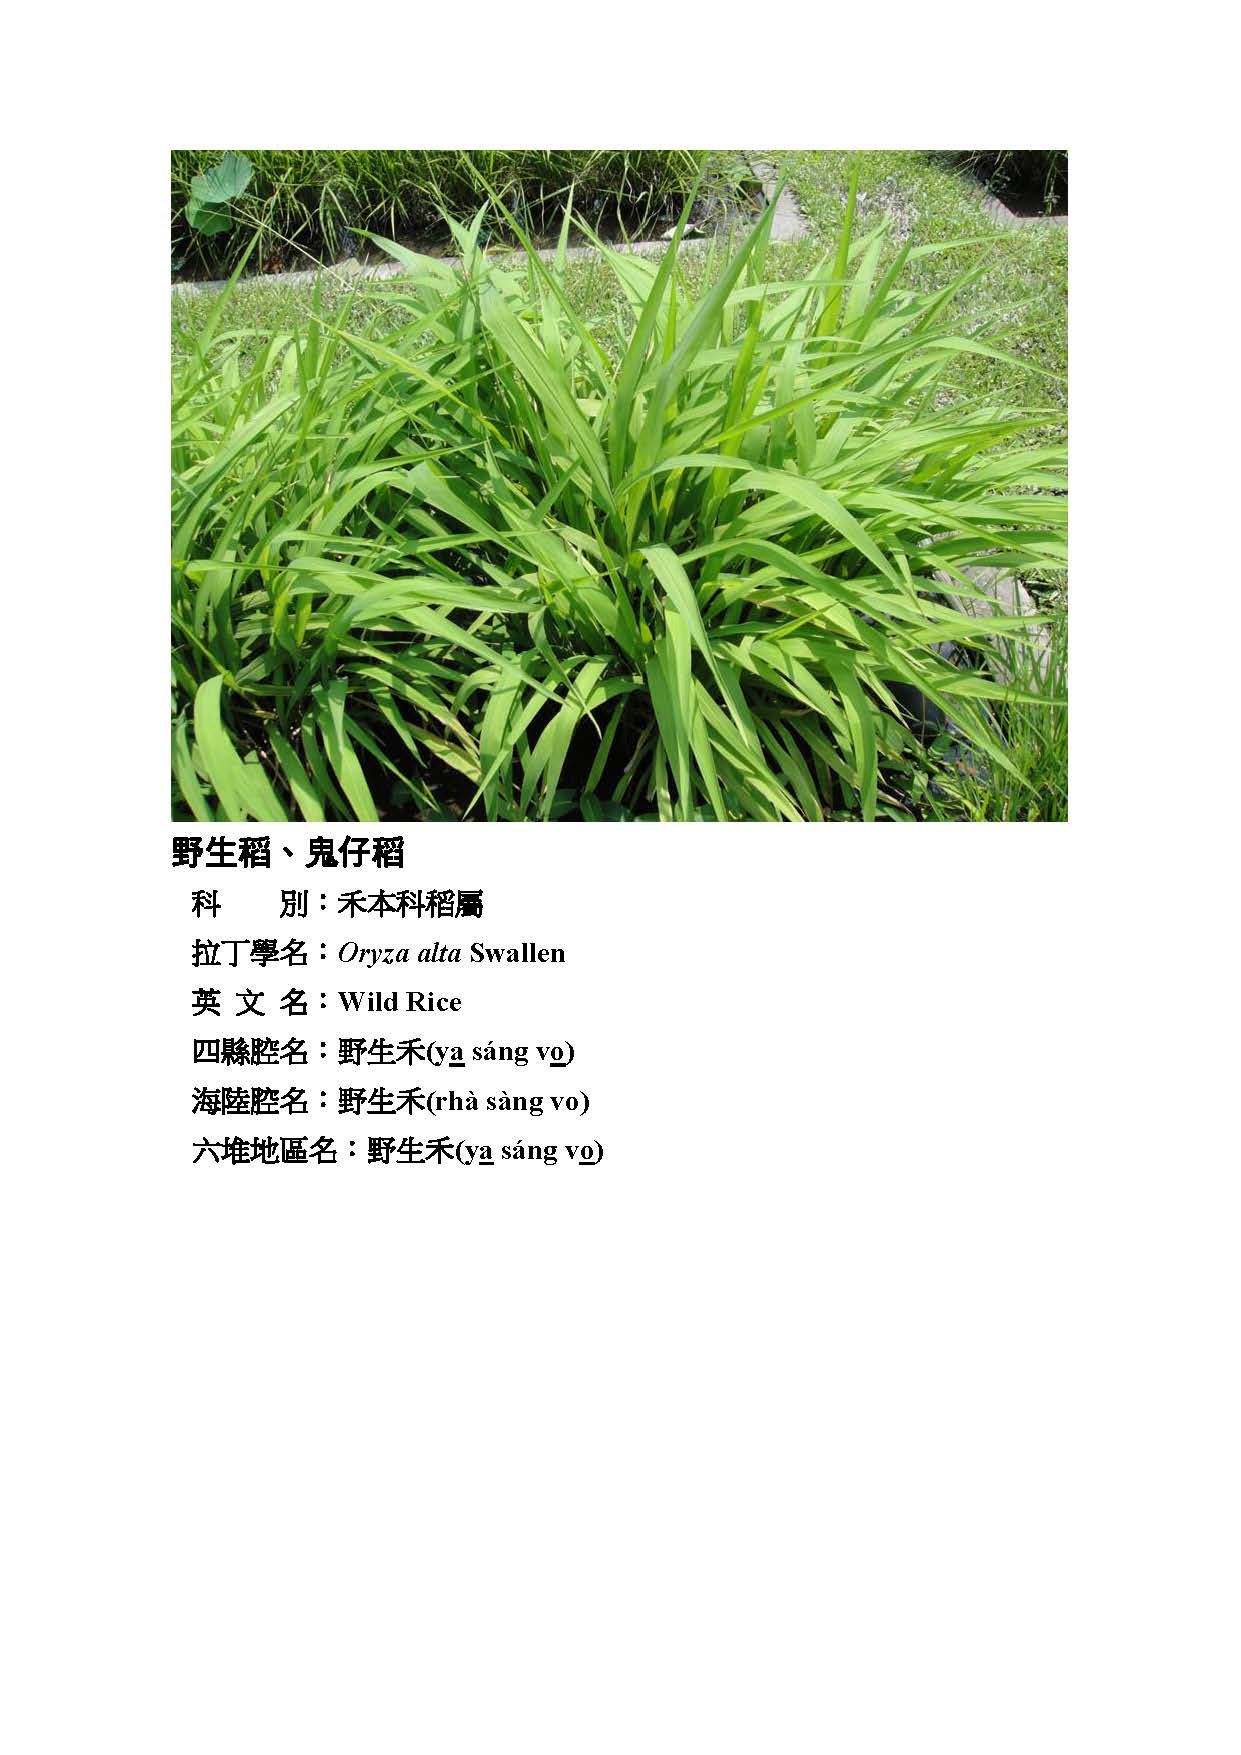 野生稻、鬼仔稻
科　　別：禾本科稻屬
拉丁學名：Oryza alta Swallen
英 文 名：Wild Rice
四縣腔名：野生禾(ya sáng vo)
海陸腔名：野生禾(rhà sàng vo)
六堆地區名：野生禾(ya sáng vo)